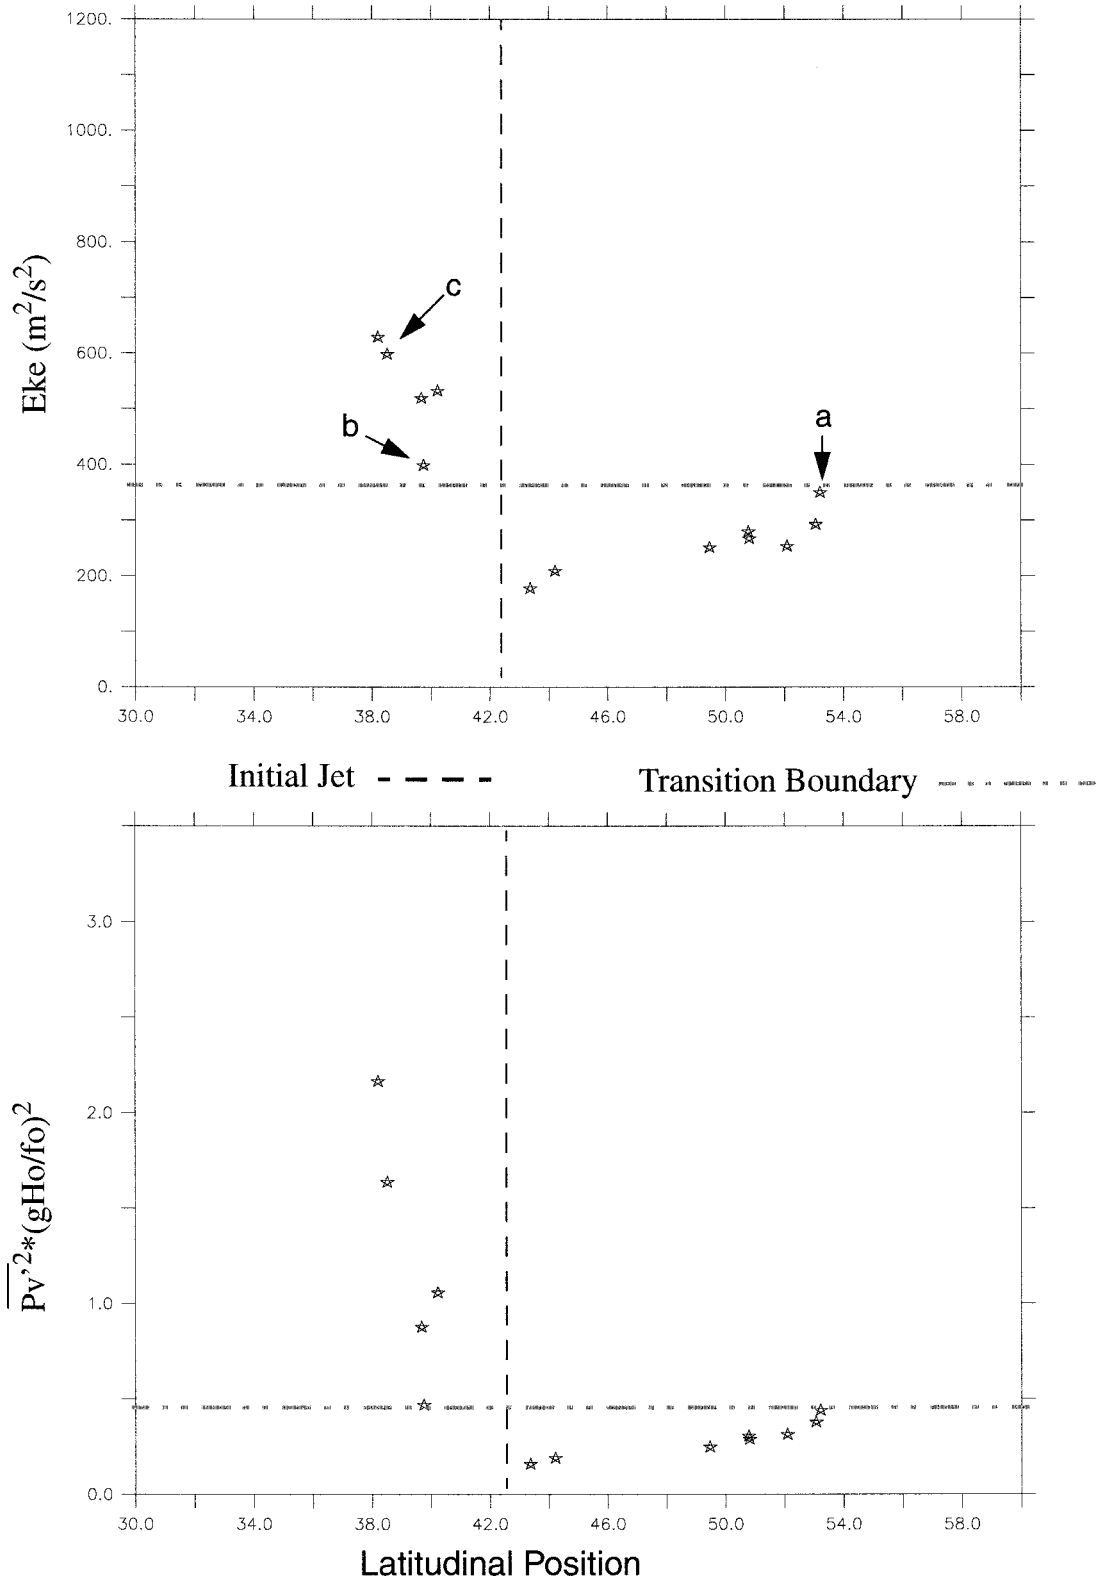 1200.
1000.
800.
600.
400.
200.
0.
Eke (m²/s²)
c
b
a
30.0 34.0 38.0 42.0 46.0 50.0 54.0 58.0
Initial Jet
Transition Boundary
3.0
2.0
1.0
0.0
Pv'²*(gHo/fo)²
30.0 34.0 38.0 42.0 46.0 50.0 54.0 58.0
Latitudinal Position